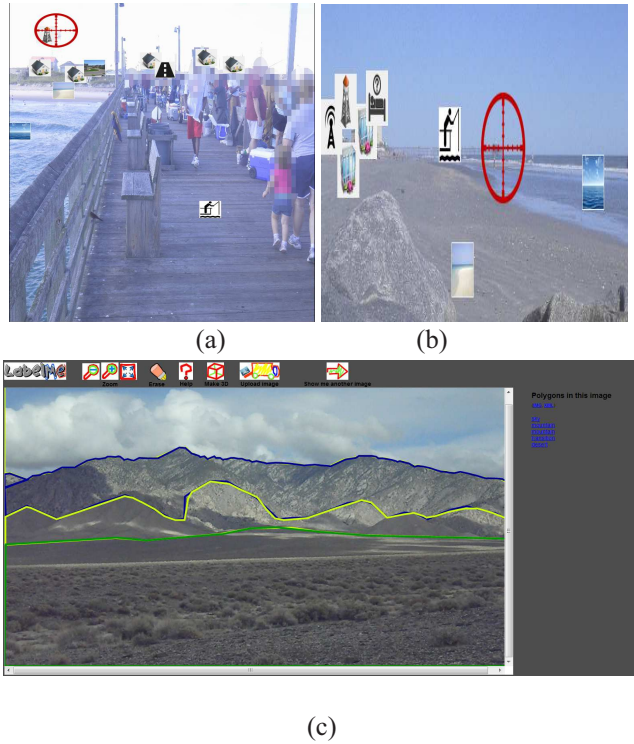 (a)
(b)
LabelMe
Zoom
Erase
Help
Make 3D
Upload image
Show me another image
Polygons in this image
(c)